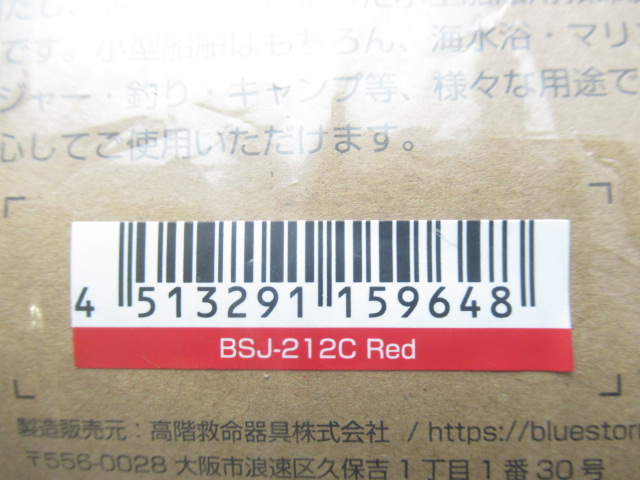 です。小型船舶はもちろん、海水浴・マリ
ジャー・釣り・キャンプ等、様々な用途で
心してご使用いただけます。
4 513291 159648
BSJ-212C Red
製造販売元：高階救命器具株式会社 / https://bluestor
〒556-0028 大阪市浪速区久保吉1丁目1番30号